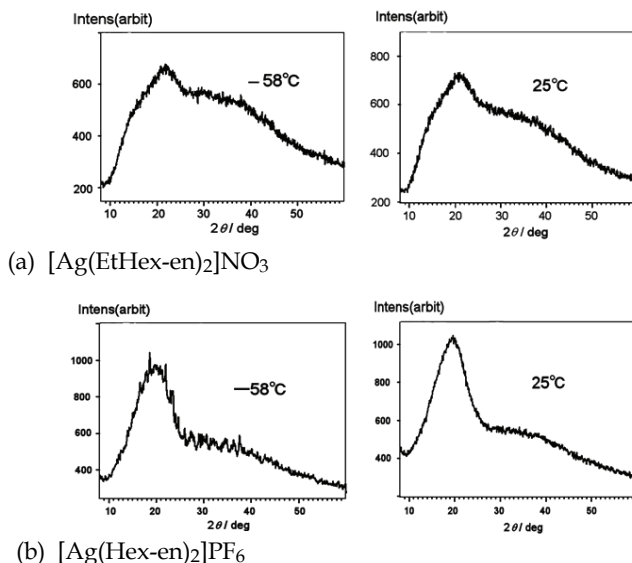 Intens(arbit)
Intens(arbit)
800
600
400
200
— 58°C
25°C
600
400
200
10 20 30 40 50
10 20 30 40 50
2θ / deg
2θ / deg
(a) [Ag(EtHex-en)₂]NO₃
Intens(arbit)
Intens(arbit)
1000
800
600
400
—58°C
25°C
1000
800
600
400
10 20 30 40 50
10 20 30 40 50
2θ / deg
2θ / deg
(b) [Ag(Hex-en)₂]PF₆